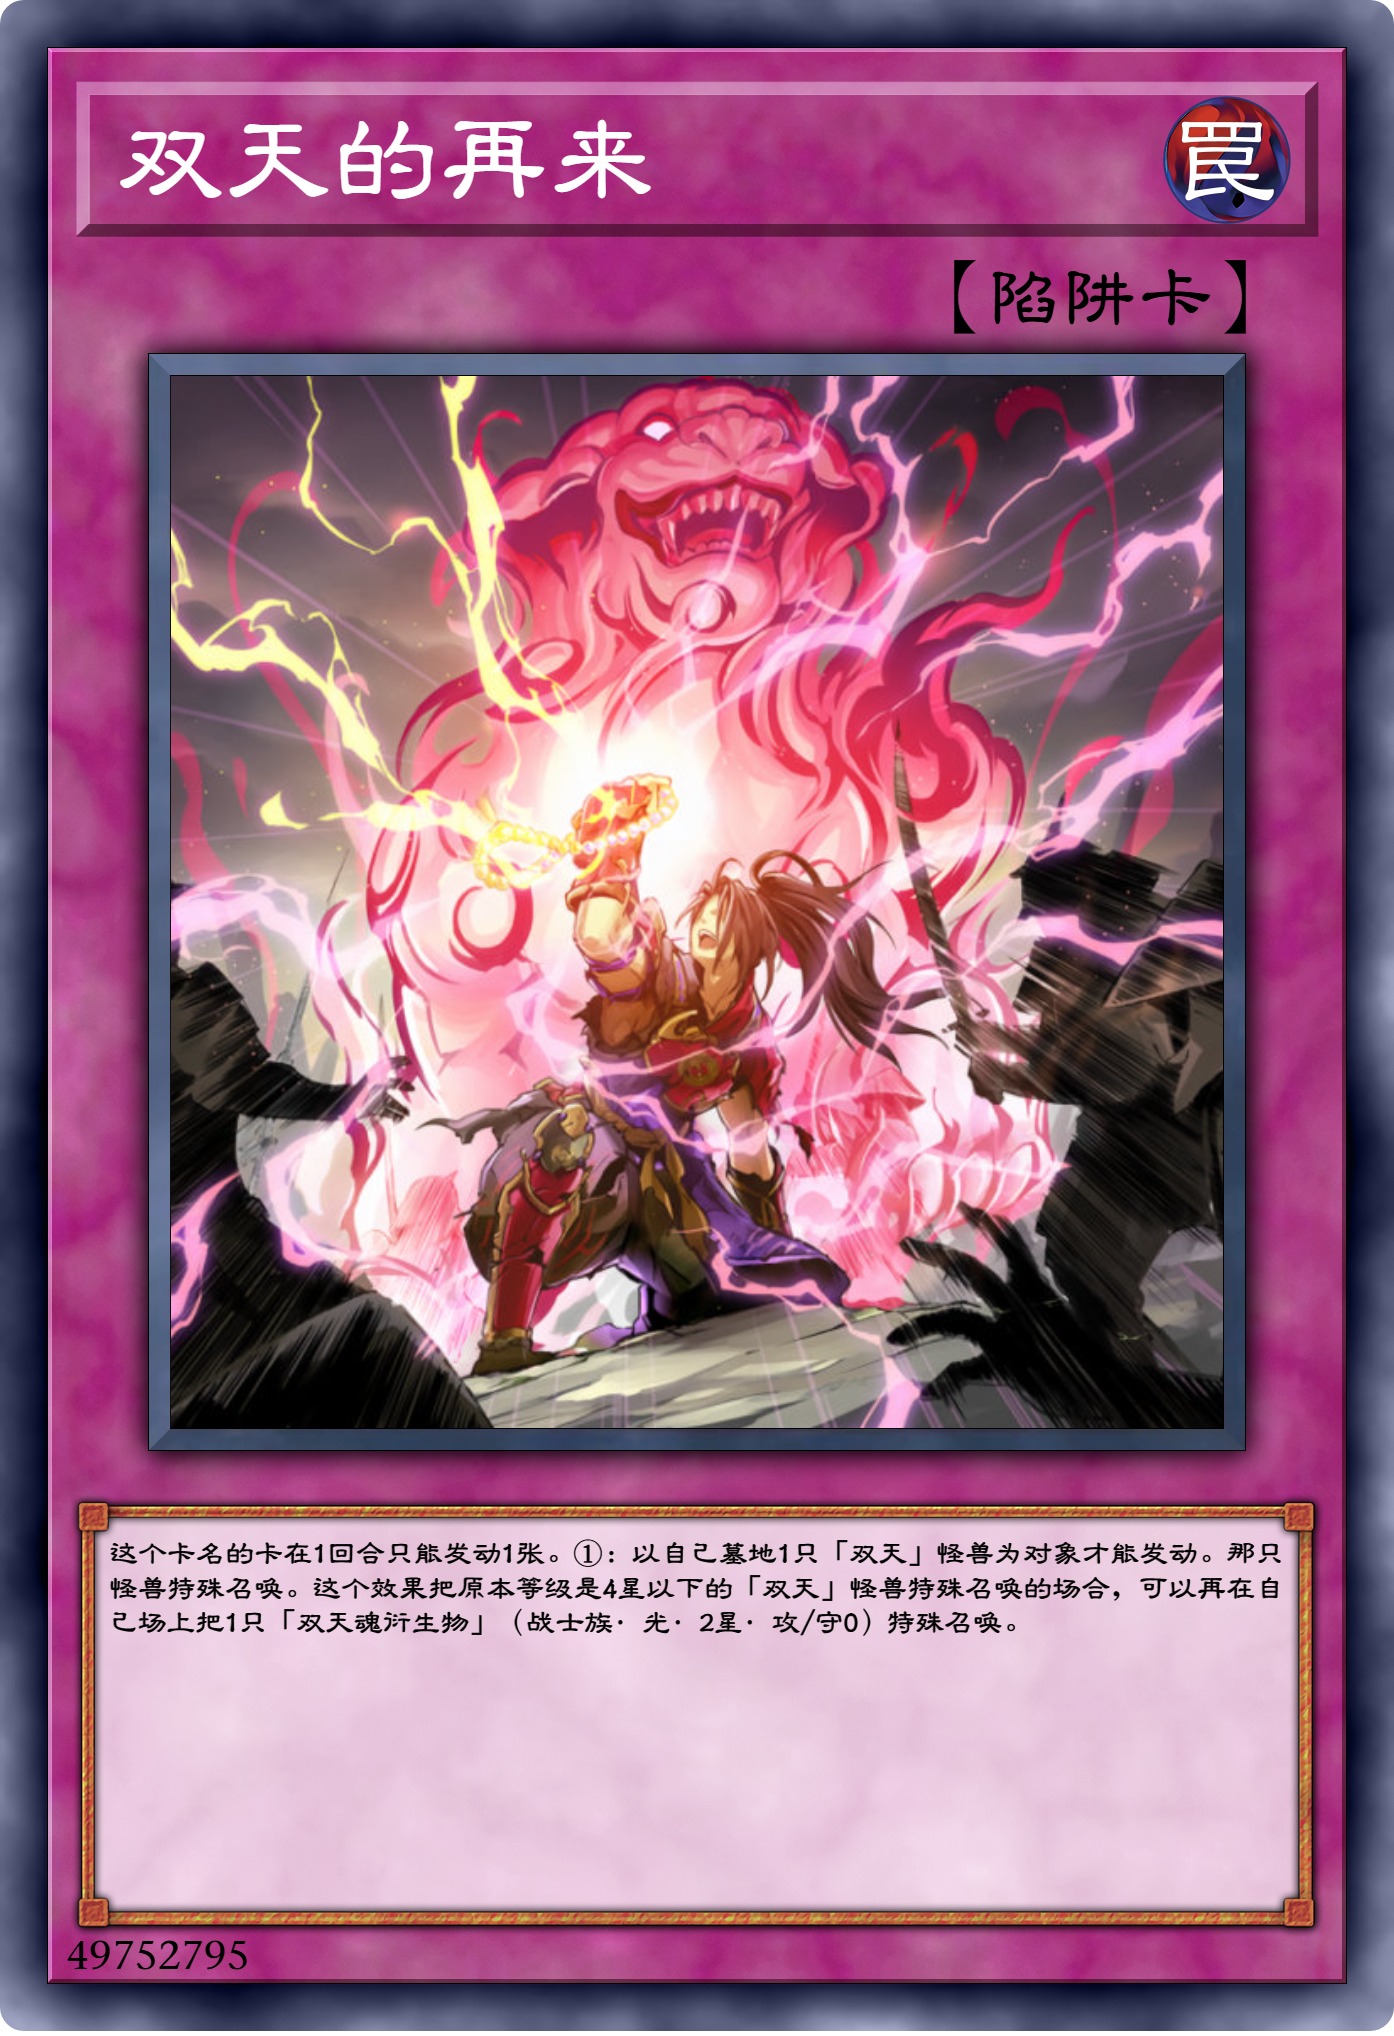 双天的再来
罠
【陷阱卡】
这个卡名的卡在1回合只能发动1张。①：以自己墓地1只「双天」怪兽为对象才能发动。那只
怪兽特殊召唤。这个效果把原本等级是4星以下的「双天」怪兽特殊召唤的场合，可以再在自
己场上把1只「双天魂衍生物」（战士族·光·2星·攻/守0）特殊召唤。
49752795